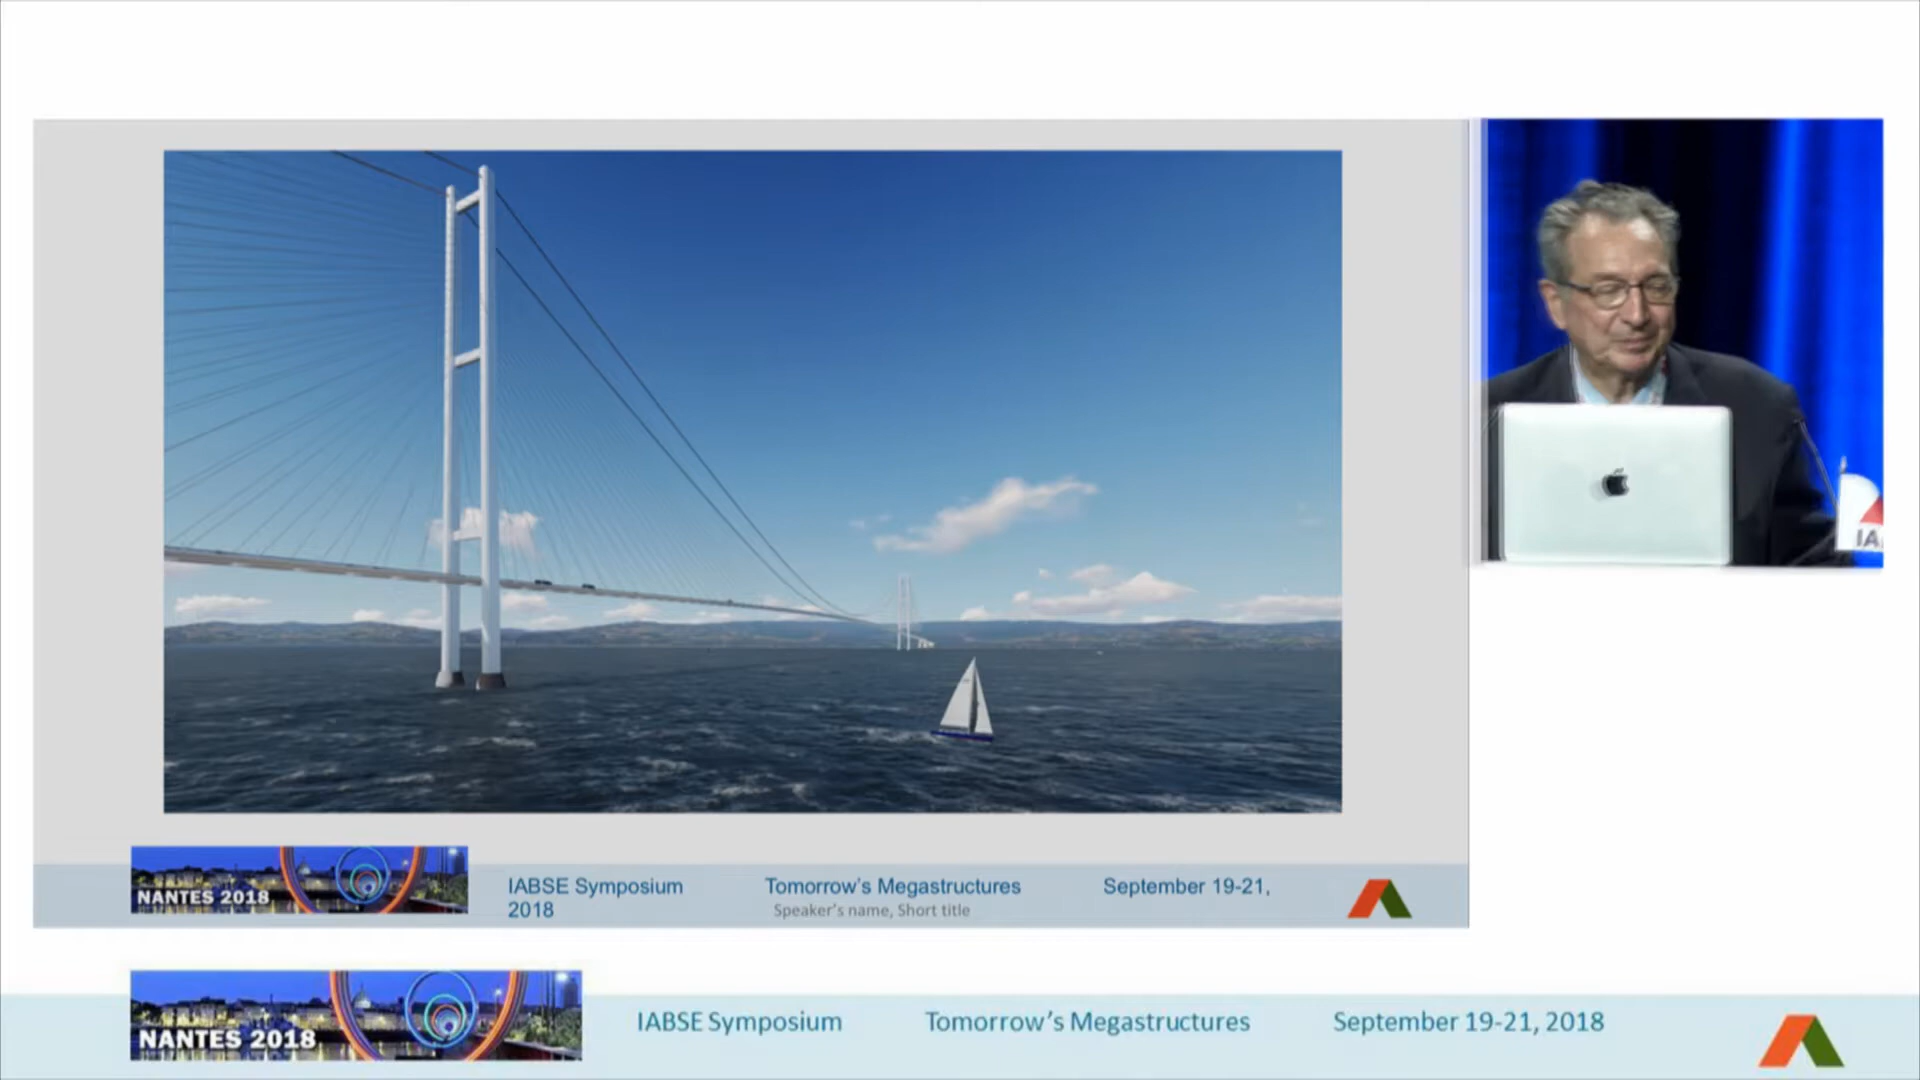 IA
NANTES 2018
IABSE Symposium Tomorrow's Megastructures September 19-21,
2018 Speaker's name, Short title
NANTES 2018
IABSE Symposium Tomorrow's Megastructures September 19-21, 2018